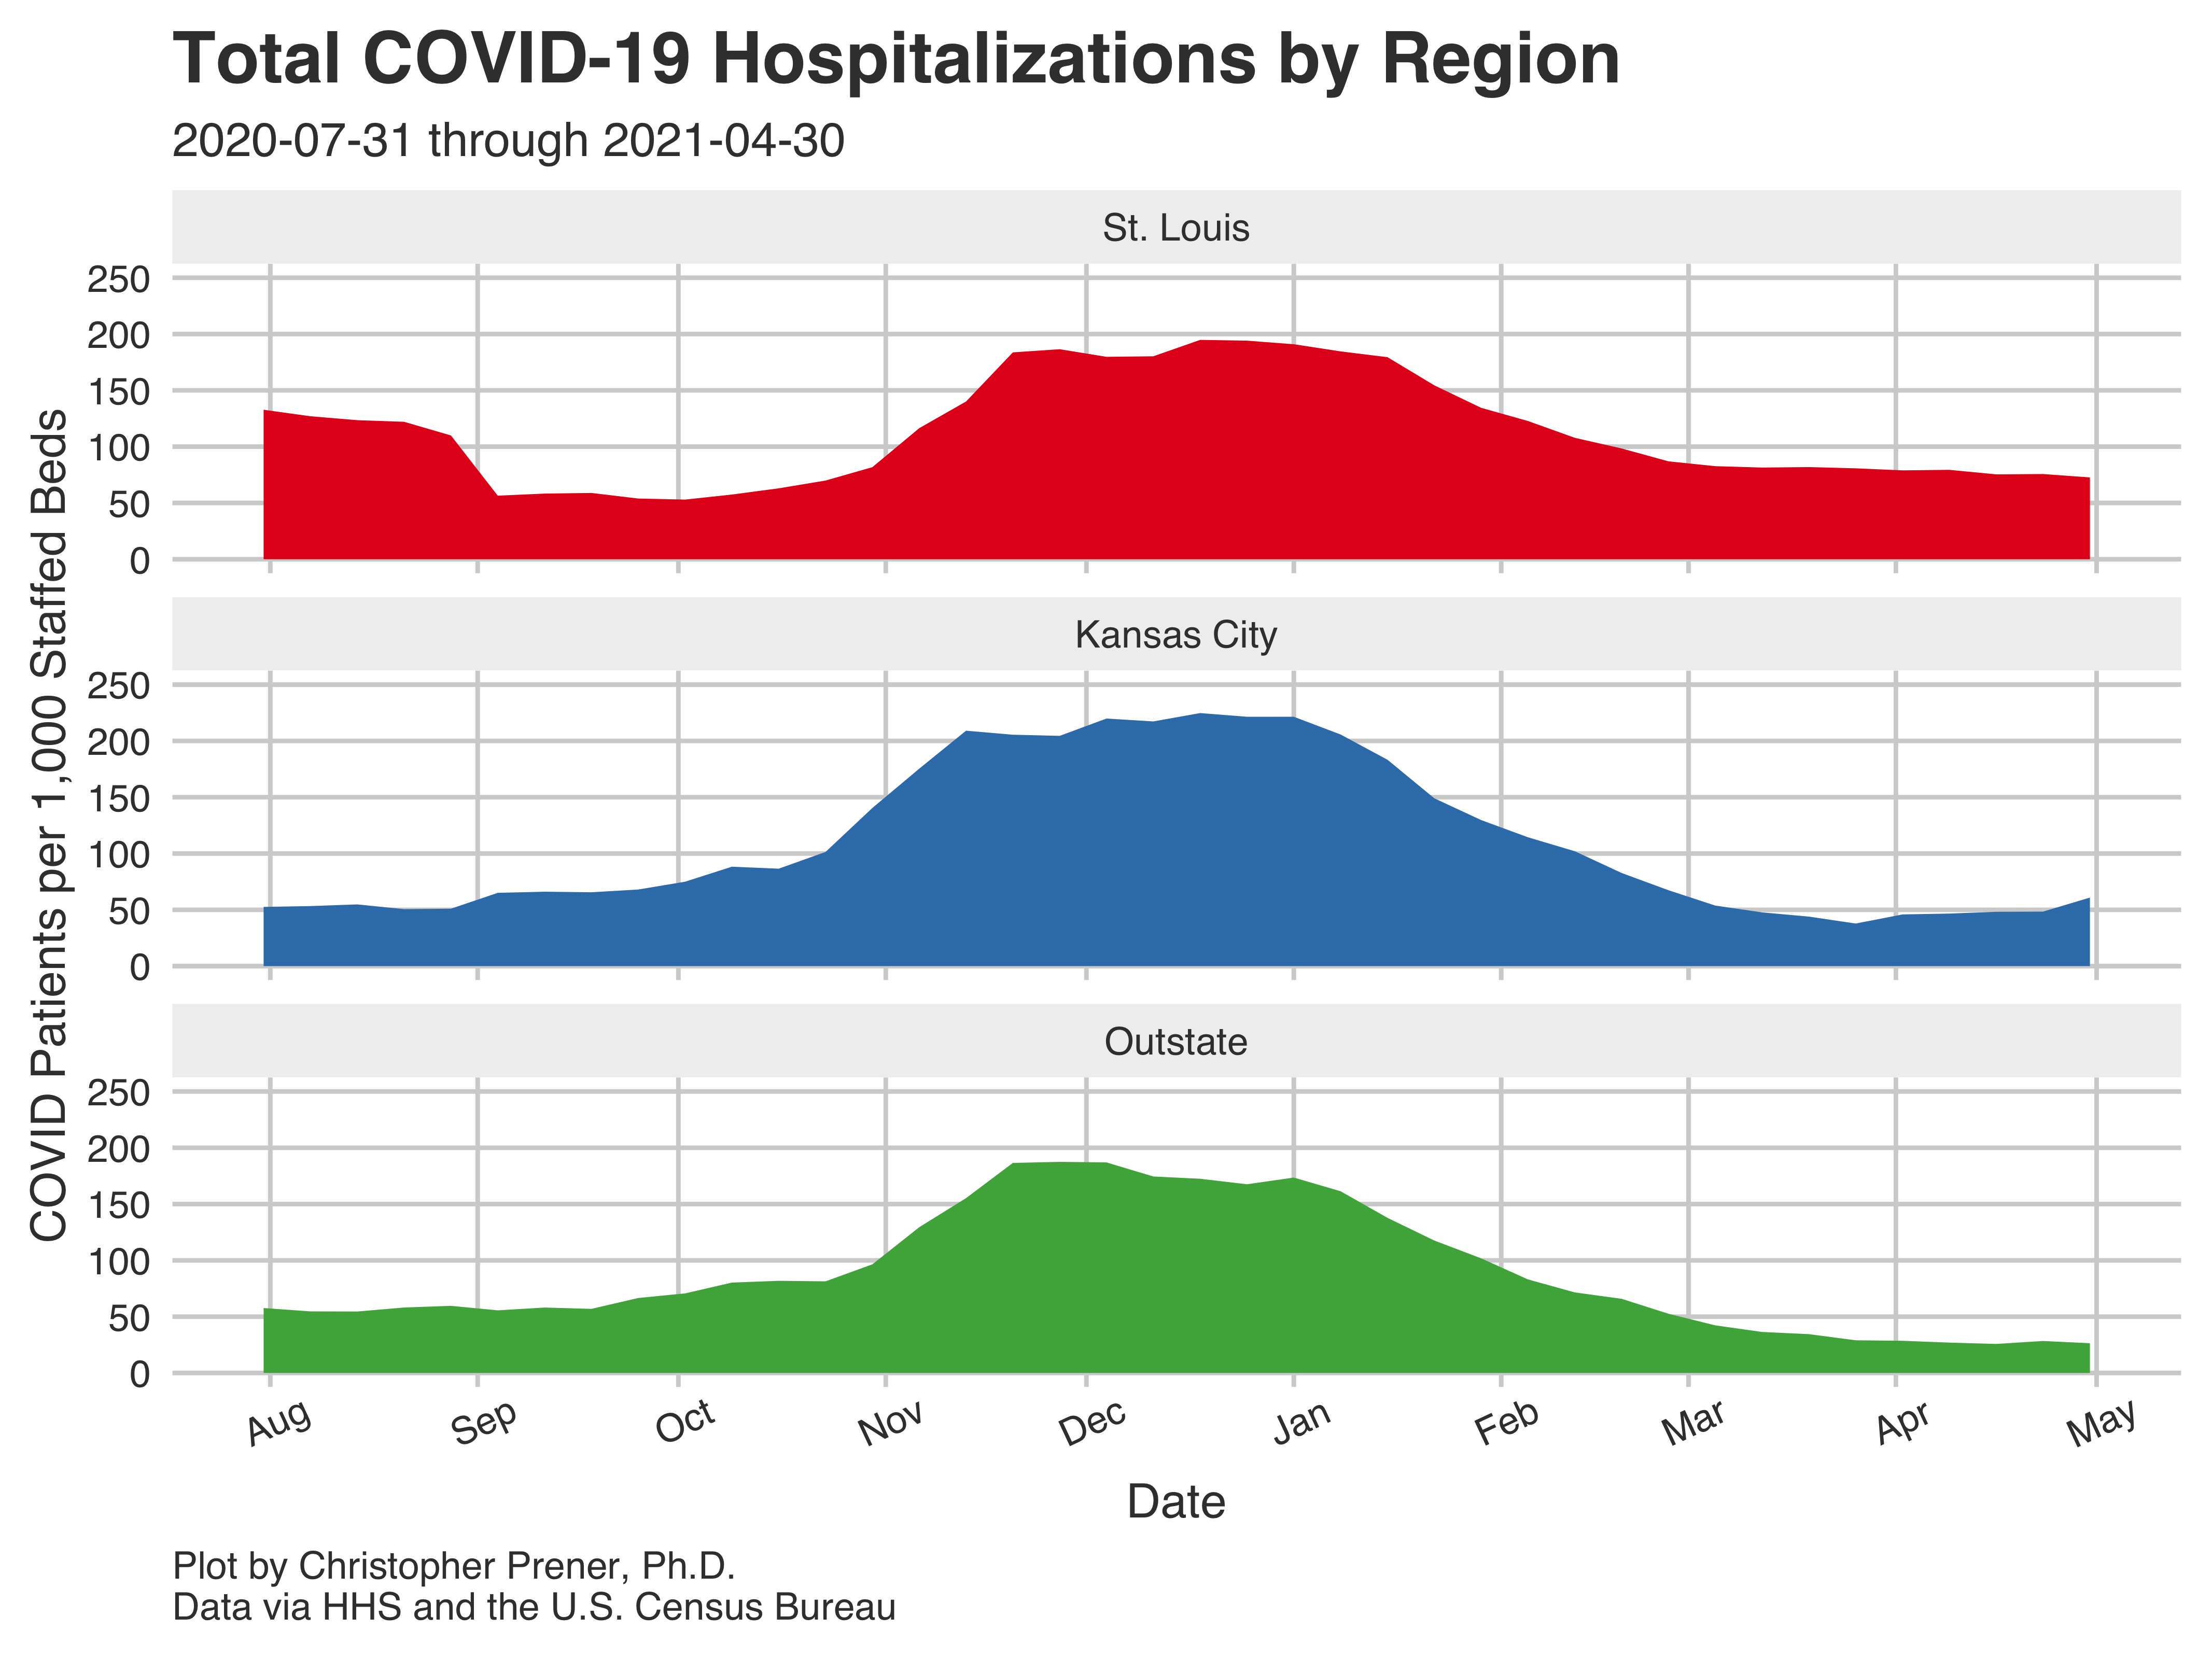 Total COVID-19 Hospitalizations by Region
2020-07-31 through 2021-04-30
COVID Patients per 1,000 Staffed Beds
St. Louis
250
200
150
100
50
0
Kansas City
250
200
150
100
50
0
Outstate
250
200
150
100
50
0
Aug Sep Oct Nov Dec Jan Feb Mar Apr May
Date
Plot by Christopher Prener, Ph.D.
Data via HHS and the U.S. Census Bureau